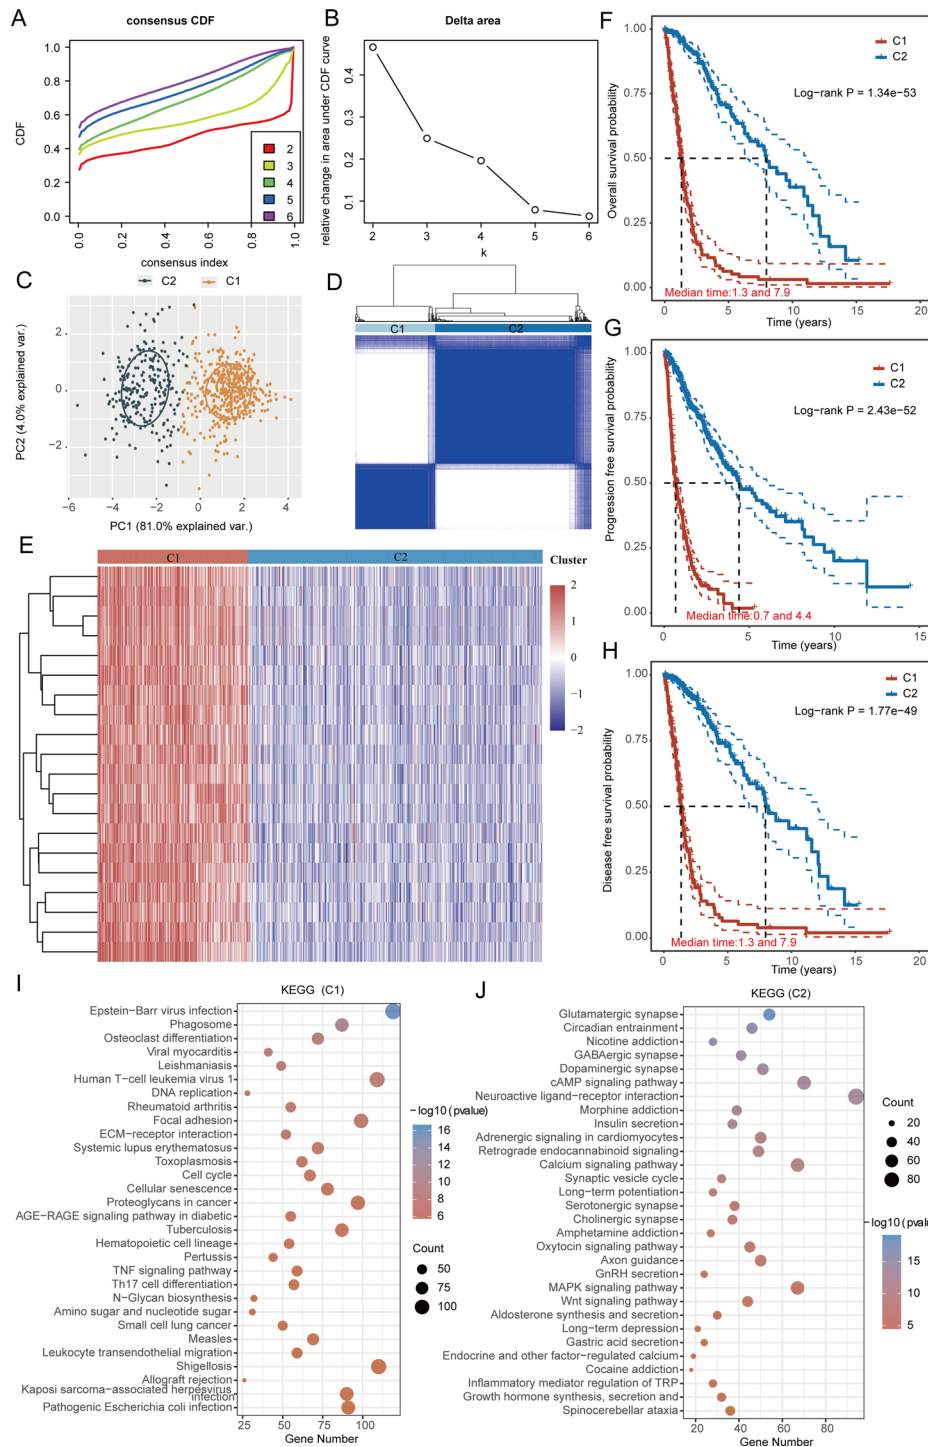 A
consensus CDF
CDF
1.0
0.8
0.6
0.4
0.2
0.0
2
3
4
5
6
0.0 0.2 0.4 0.6 0.8 1.0
consensus index
B
Delta area
relative change in area under CDF curve
0.4
0.3
0.2
0.1
2 3 4 5 6
k
C
C2 C1
PC2 (4.0% explained var.)
2
0
−2
−6 −4 −2 0 2 4
PC1 (81.0% explained var.)
D
C1 C2
E
C1 C2
Cluster
2
1
0
−1
−2
F
Overall survival probability
1.00
0.75
0.50
0.25
0.00
C1
C2
Log−rank P = 1.34e−53
Median time:1.3 and 7.9
0 5 10 15 20
Time (years)
G
Progression free survival probability
1.00
0.75
0.50
0.25
0.00
C1
C2
Log−rank P = 2.43e−52
Median time:0.7 and 4.4
0 5 10 15
Time (years)
H
Disease free survival probability
1.00
0.75
0.50
0.25
0.00
C1
C2
Log−rank P = 1.77e−49
Median time:1.3 and 7.9
0 5 10 15 20
Time (years)
I
KEGG (C1)
Epstein−Barr virus infection
Phagosome
Osteoclast differentiation
Viral myocarditis
Leishmaniasis
Human T−cell leukemia virus 1
DNA replication
Rheumatoid arthritis
Focal adhesion
ECM−receptor interaction
Systemic lupus erythematosus
Toxoplasmosis
Cell cycle
Cellular senescence
Proteoglycans in cancer
AGE−RAGE signaling pathway in diabetic
Tuberculosis
Hematopoietic cell lineage
Pertussis
TNF signaling pathway
Th17 cell differentiation
N−Glycan biosynthesis
Amino sugar and nucleotide sugar
Small cell lung cancer
Measles
Leukocyte transendothelial migration
Shigellosis
Allograft rejection
Kaposi sarcoma−associated herpesvirus
infection
Pathogenic Escherichia coli infection
25 50 75 100
Gene Number
−log10(pvalue)
16
14
12
10
8
6
Count
50
75
100
J
KEGG (C2)
Glutamatergic synapse
Circadian entrainment
Nicotine addiction
GABAergic synapse
Dopaminergic synapse
cAMP signaling pathway
Neuroactive ligand−receptor interaction
Morphine addiction
Insulin secretion
Adrenergic signaling in cardiomyocytes
Retrograde endocannabinoid signaling
Calcium signaling pathway
Synaptic vesicle cycle
Long−term potentiation
Serotonergic synapse
Cholinergic synapse
Amphetamine addiction
Oxytocin signaling pathway
Axon guidance
GnRH secretion
MAPK signaling pathway
Wnt signaling pathway
Aldosterone synthesis and secretion
Long−term depression
Gastric acid secretion
Endocrine and other factor−regulated calcium
Cocaine addiction
Inflammatory mediator regulation of TRP
Growth hormone synthesis, secretion and
Spinocerebellar ataxia
20 40 60 80
Gene Number
Count
20
40
60
80
−log10(pvalue)
15
10
5